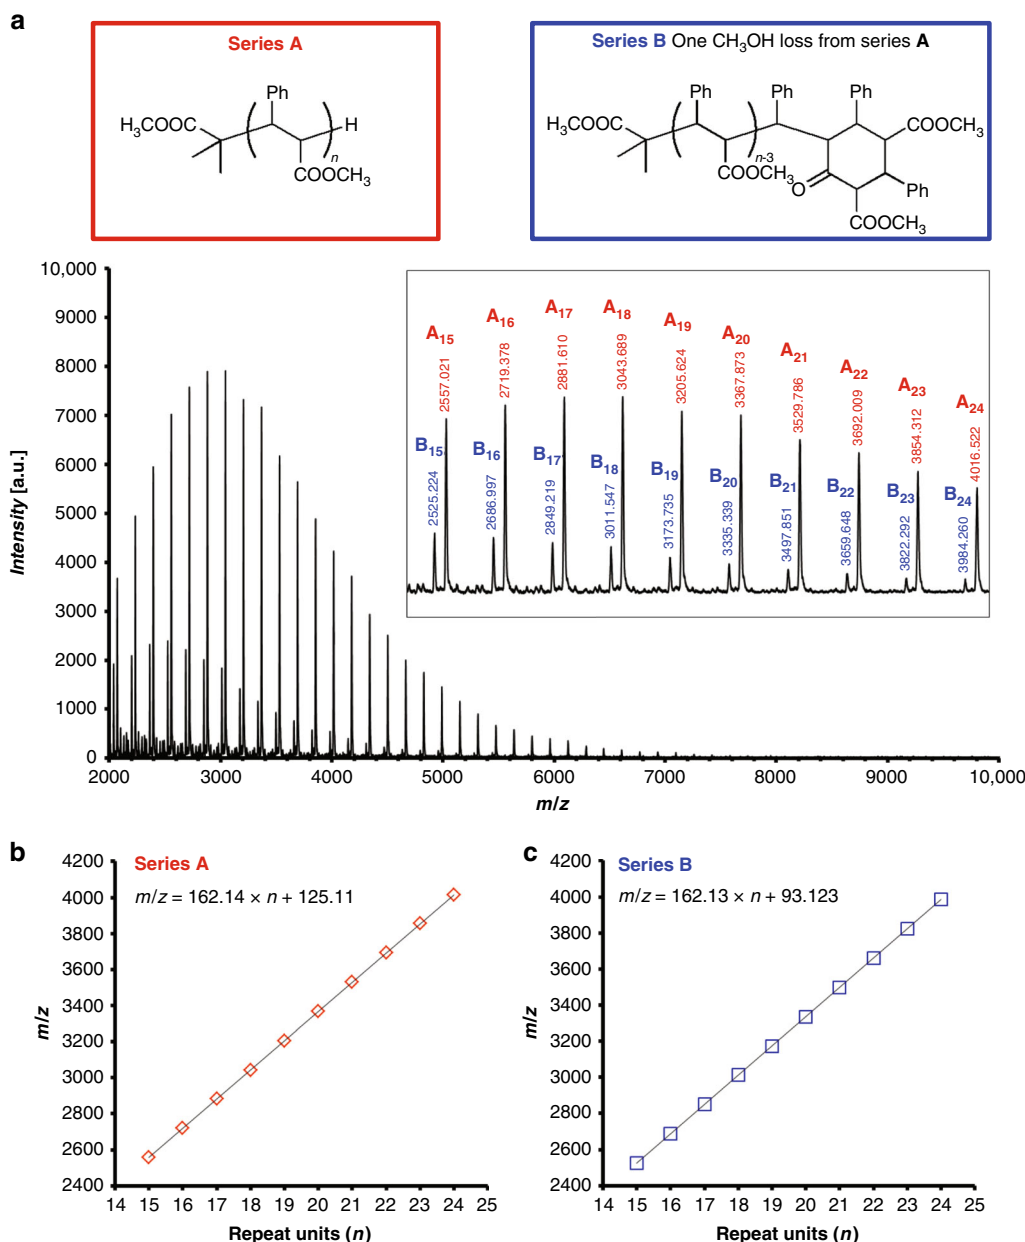 a
Series A
Ph
H₃COOC
H
n
COOCH₃
Series B One CH₃OH loss from series A
Ph
Ph
Ph
H₃COOC
COOCH₃
n-3
COOCH₃
O
Ph
COOCH₃
10,000
9000
8000
7000
6000
5000
4000
3000
2000
1000
0
Intensity [a.u.]
2000
3000
4000
5000
6000
7000
8000
9000
10,000
m/z
A₁₅
A₁₆
A₁₇
A₁₈
A₁₉
A₂₀
A₂₁
A₂₂
A₂₃
A₂₄
2557.021
2719.378
2881.610
3043.689
3205.624
3367.873
3529.786
3692.009
3854.312
4016.522
B₁₅
B₁₆
B₁₇
B₁₈
B₁₉
B₂₀
B₂₁
B₂₂
B₂₃
B₂₄
2525.224
2686.997
2849.219
3011.547
3173.735
3335.339
3497.851
3659.648
3822.292
3984.260
b
Series A
m/z = 162.14 × n + 125.11
4200
4000
3800
3600
3400
3200
3000
2800
2600
2400
m/z
14
15
16
17
18
19
20
21
22
23
24
25
Repeat units (n)
c
Series B
m/z = 162.13 × n + 93.123
4200
4000
3800
3600
3400
3200
3000
2800
2600
2400
m/z
14
15
16
17
18
19
20
21
22
23
24
25
Repeat units (n)